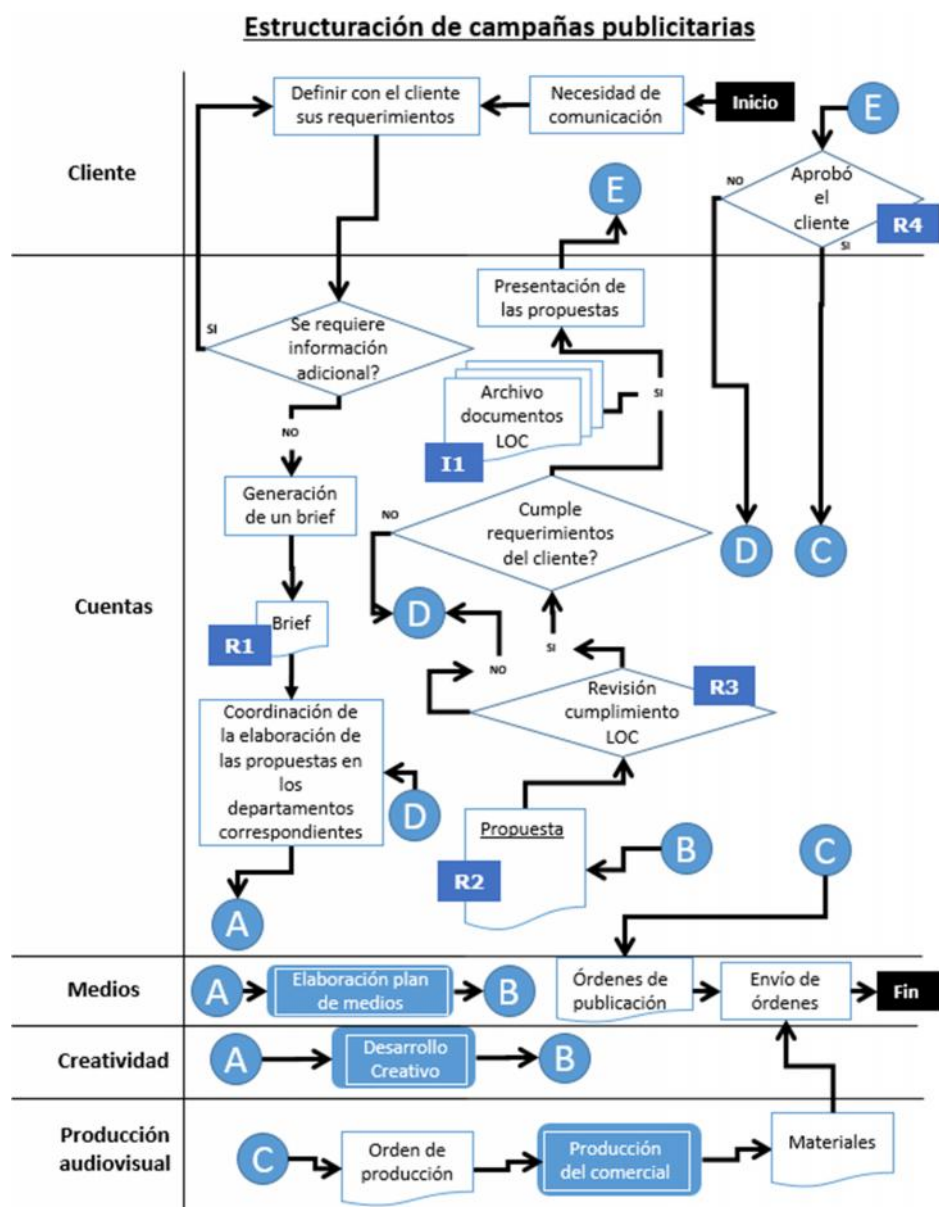 Estructuración de campañas publicitarias
Cliente
Definir con el cliente
sus requerimientos
Necesidad de
comunicación
Inicio
E
E
NO
Aprobó
el
cliente
R4
SI
Cuentas
Presentación de
las propuestas
SI
Se requiere
información
adicional?
Archivo
documentos
LOC
I1
SI
NO
Generación
de un brief
NO
Cumple
requerimientos
del cliente?
D
C
D
Brief
R1
SI
NO
Revisión
cumplimiento
LOC
R3
Coordinación de
la elaboración de
las propuestas en
los
departamentos
correspondientes
D
Propuesta
R2
B
C
A
Medios
A
Elaboración plan
de medios
B
Órdenes de
publicación
Envío de
órdenes
Fin
Creatividad
A
Desarrollo
Creativo
B
Producción
audiovisual
C
Orden de
producción
Producción
del comercial
Materiales